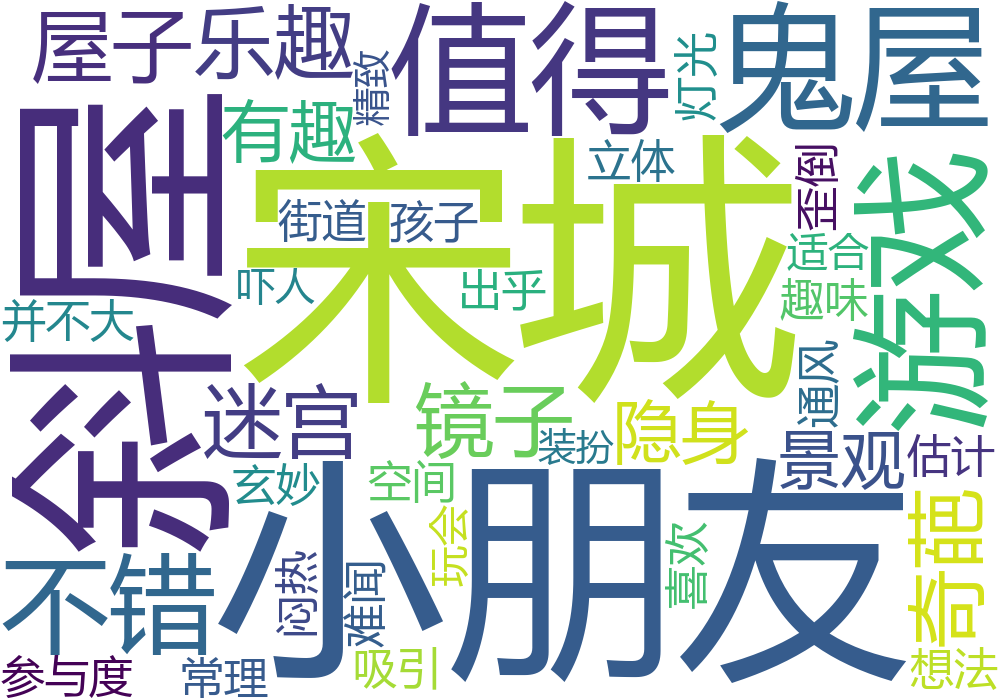 屋子乐趣
精致
值得
灯光
鬼屋
有趣
斜屋
宋城
立体
歪倒
游戏
街道
孩子
适合
吓人
出乎
趣味
并不大
通风
迷宫
镜子
隐身
装扮
景观
估计
玄妙
空间
小朋友
玩会
奇葩
不错
闷热
难闻
喜欢
参与度
常理
吸引
想法